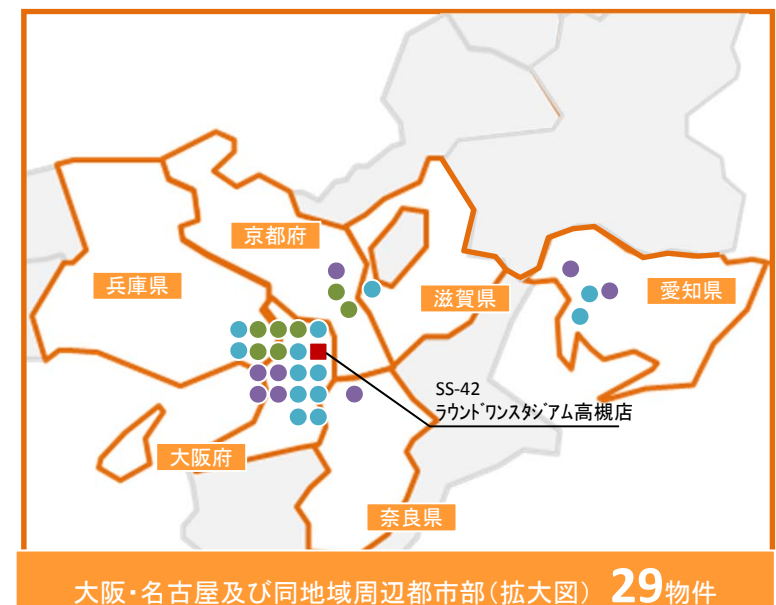 京都府
兵庫県
滋賀県
愛知県
SS-42
ラウンドワンスタジアム高槻店
大阪府
奈良県
大阪・名古屋及び同地域周辺都市部(拡大図) 29物件